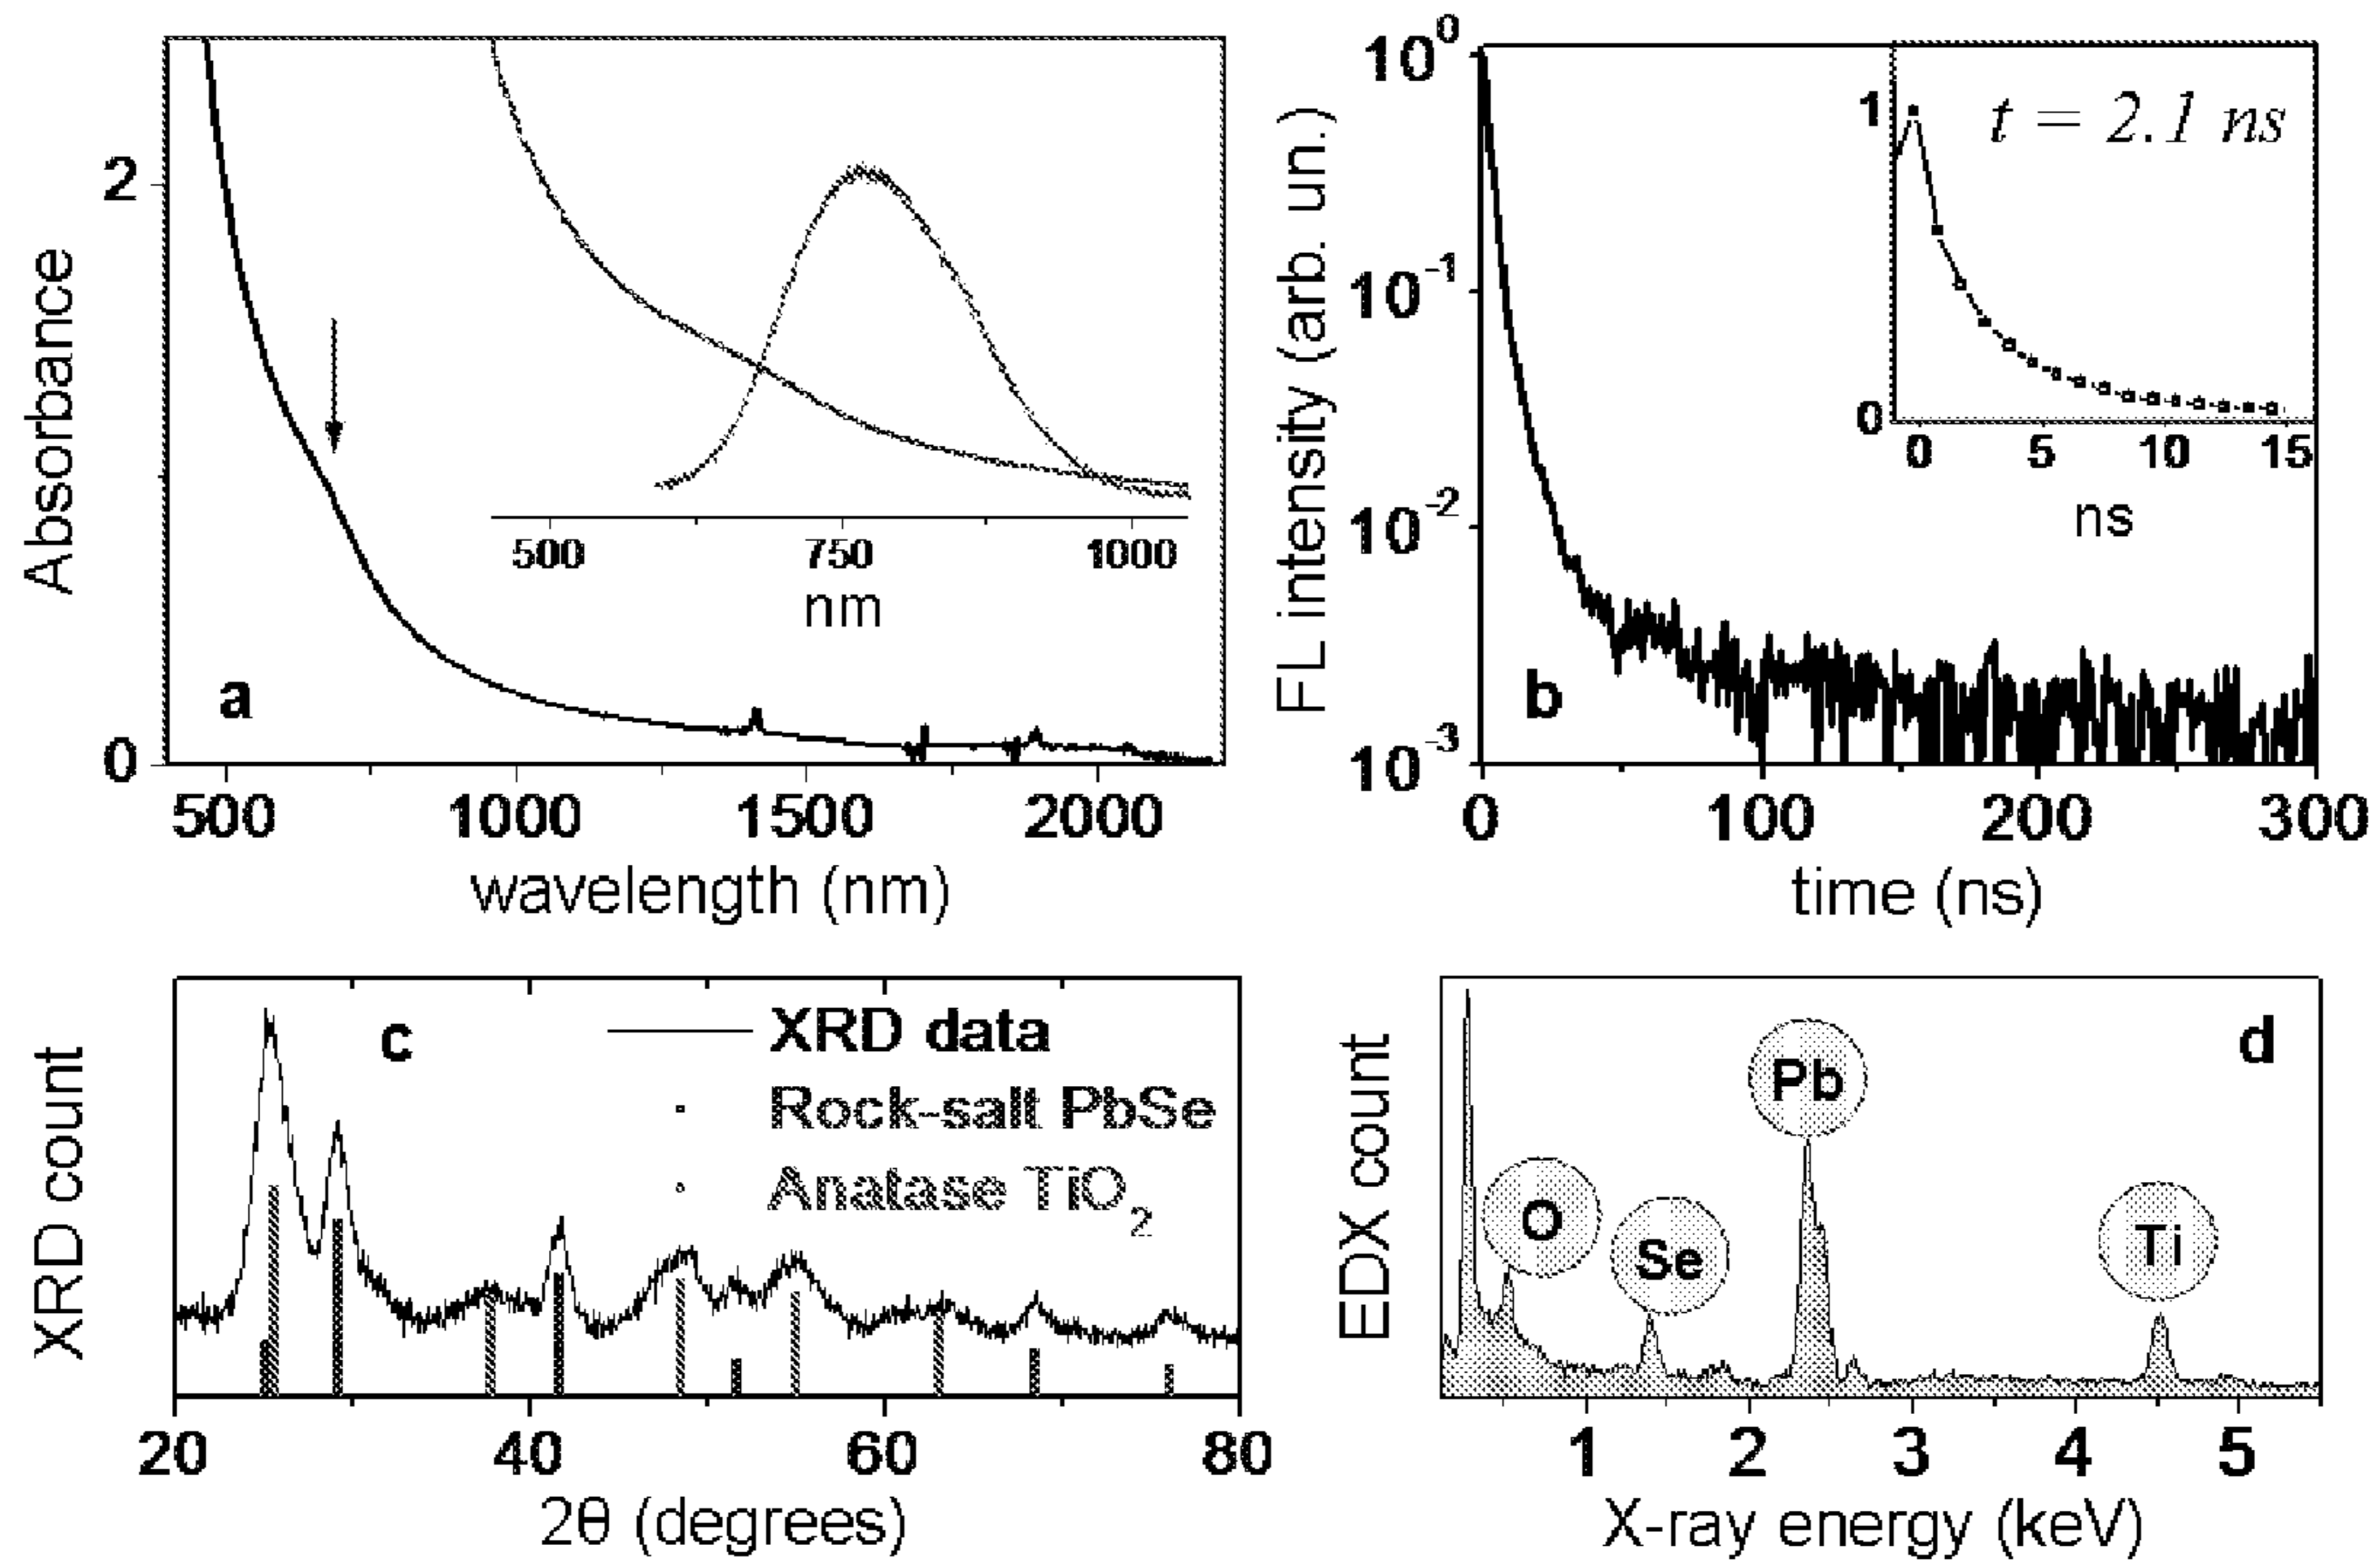 2
0
Absorbance
a
500 750 1000
nm
500 1000 1500 2000
wavelength (nm)
10^0
10^-1
10^-2
10^-3
FL intensity (arb. un.)
b
t = 2.1 ns
1
0
0 5 10 15
ns
0 100 200 300
time (ns)
XRD count
c
XRD data
Rock-salt PbSe
Anatase TiO2
20 40 60 80
2θ (degrees)
EDX count
d
O
Se
Pb
Ti
1 2 3 4 5
X-ray energy (keV)